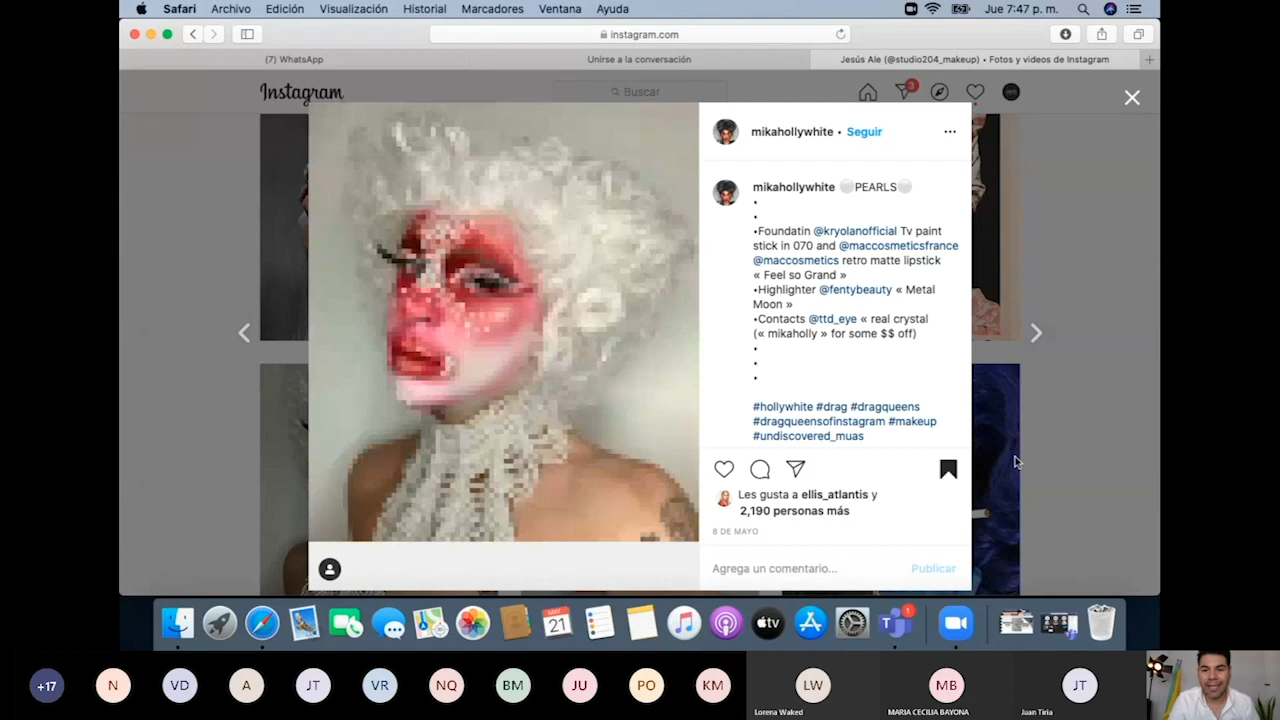 Safari Archivo Edición Visualización Historial Marcadores Ventana Ayuda Jue 7:47 p. m.
instagram.com
(7) WhatsApp Unirse a la conversación Jesús Ale (@studio204_makeup) • Fotos y videos de Instagram
Instagram Buscar 3
mikahollywhite • Seguir
mikahollywhite ⚪PEARLS⚪
•
•
•Foundatin @kryolanofficial Tv paint
stick in 070 and @maccosmeticsfrance
@maccosmetics retro matte lipstick
« Feel so Grand »
•Highlighter @fentybeauty « Metal
Moon »
•Contacts @ttd_eye « real crystal
(« mikaholly » for some $$ off)
•
•
•
#hollywhite #drag #dragqueens
#dragqueensofinstagram #makeup
#undiscovered_muas
Les gusta a ellis_atlantis y
2,190 personas más
8 DE MAYO
Agrega un comentario... Publicar
MAY 21 tv 1
+17 N VD A JT VR NQ BM JU PO KM LW MB JT
Lorena Waked MARIA CECILIA BAYONA Juan Tiria